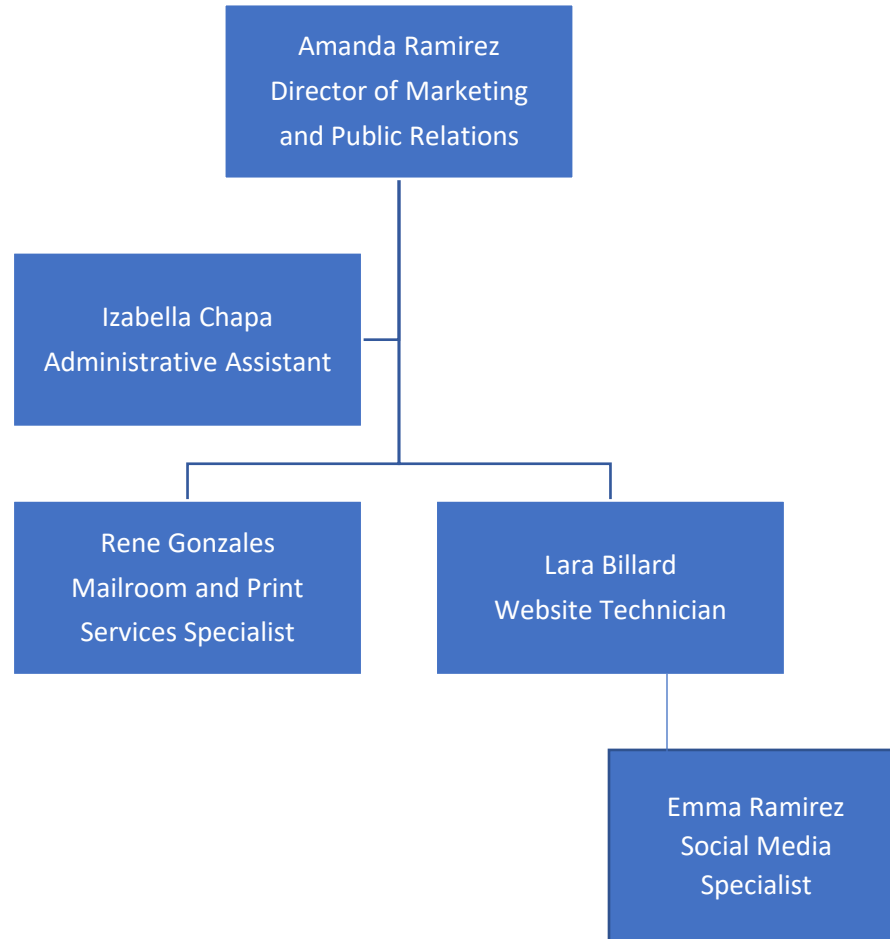 Amanda Ramirez
Director of Marketing
and Public Relations
Izabella Chapa
Administrative Assistant
Rene Gonzales
Mailroom and Print
Services Specialist
Lara Billard
Website Technician
Emma Ramirez
Social Media
Specialist